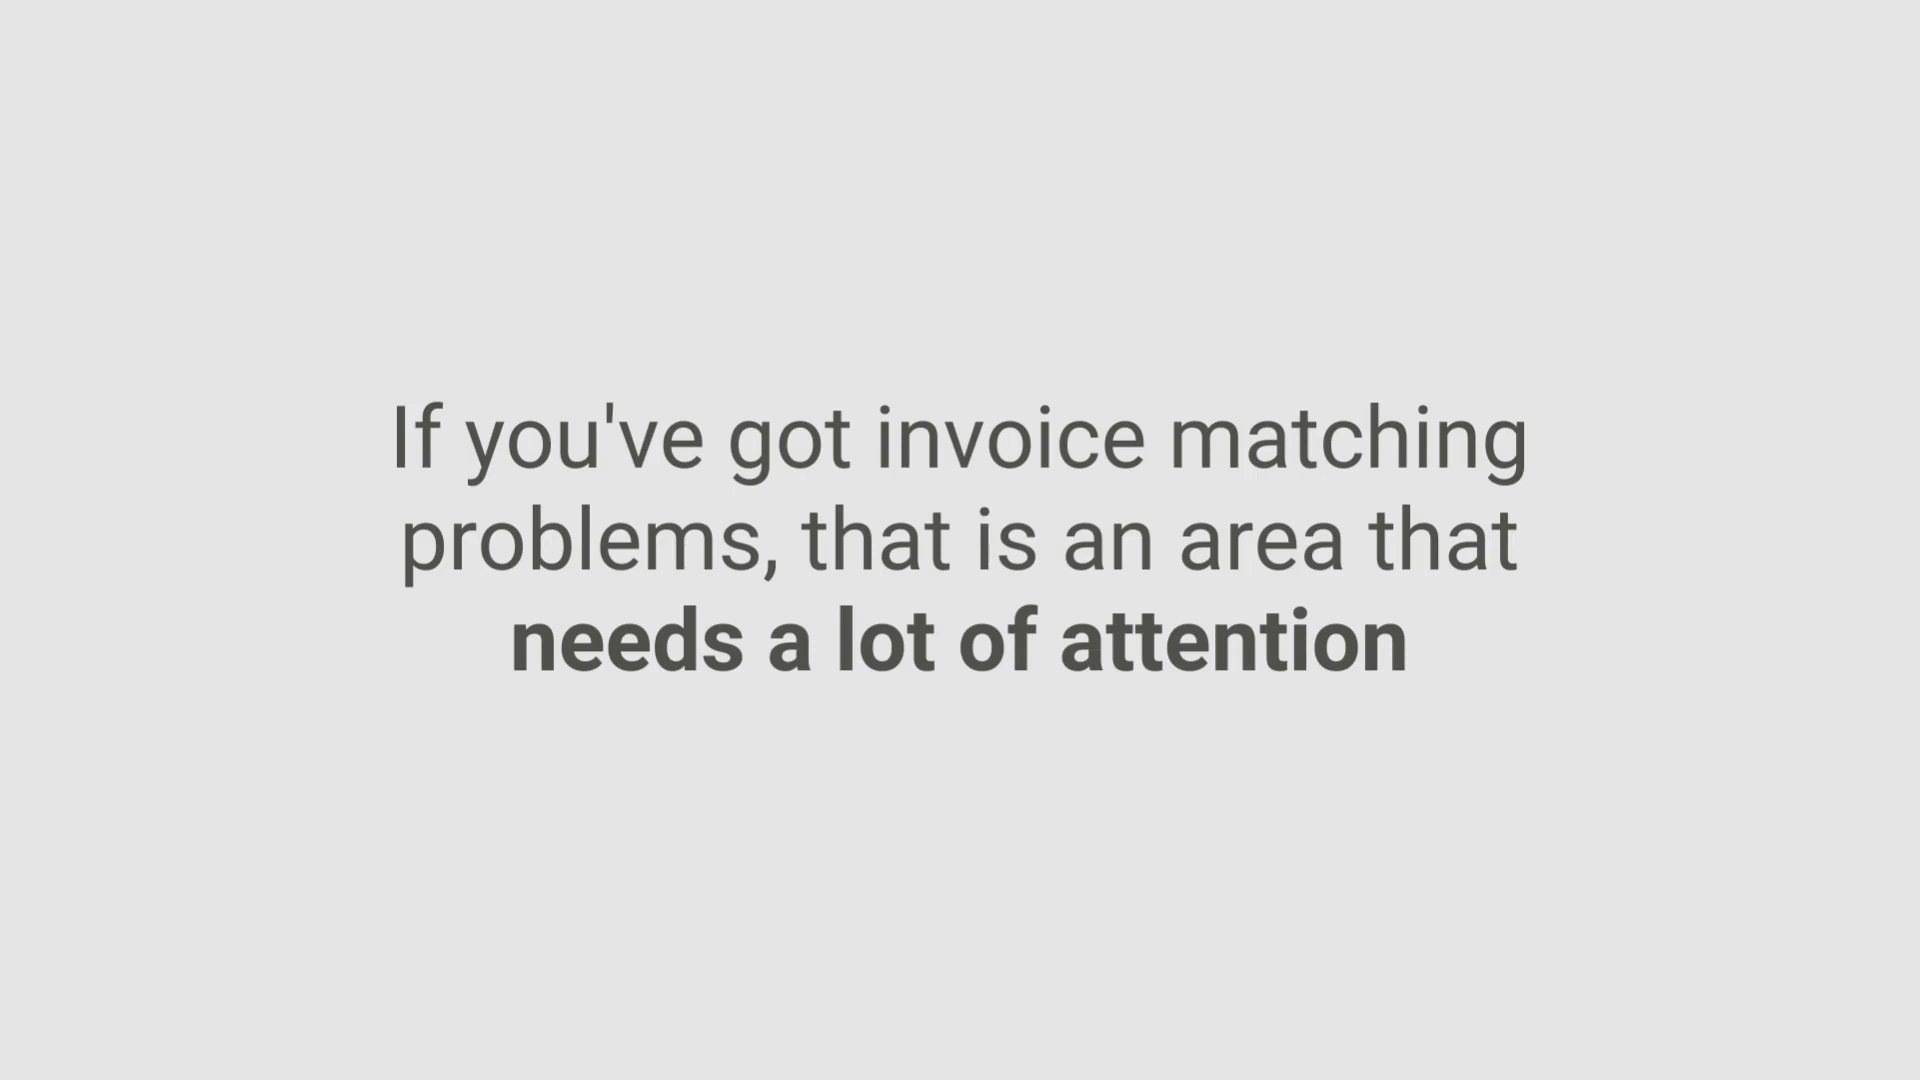 If you've got invoice matching
problems, that is an area that
needs a lot of attention